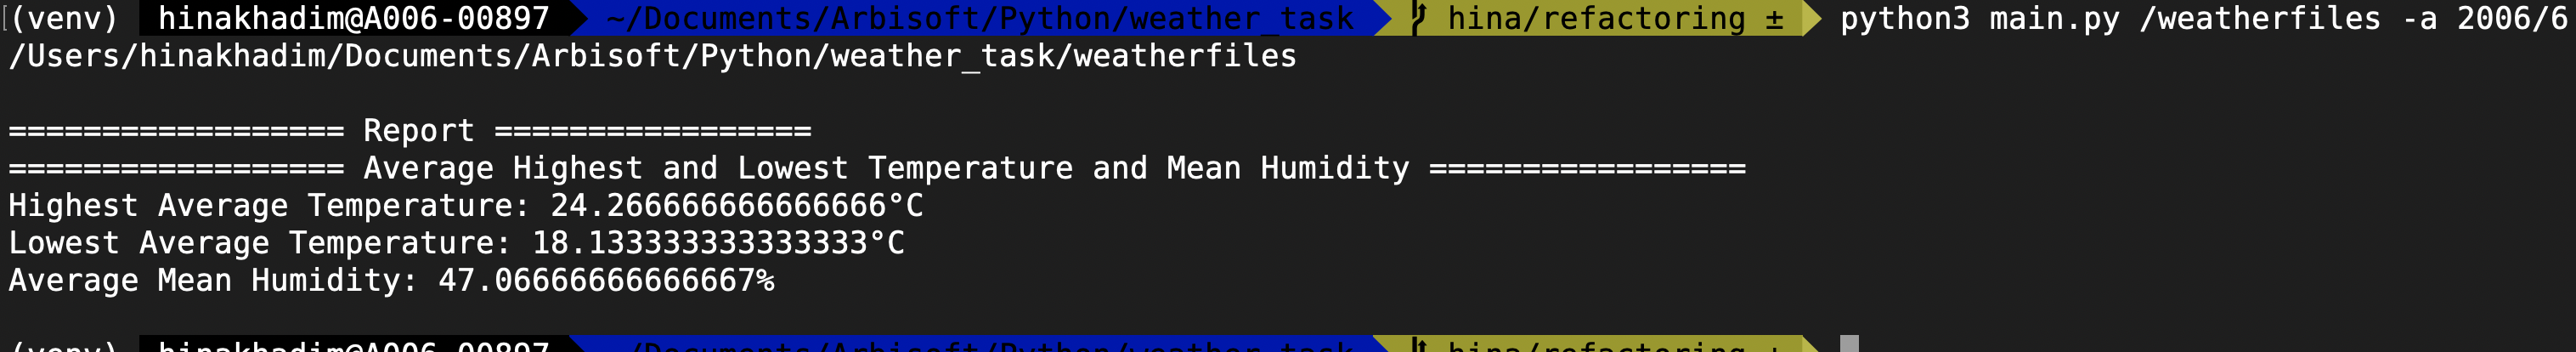 (venv) hinakhadim@A006-00897 ~/Documents/Arbisoft/Python/weather_task hina/refactoring ± python3 main.py /weatherfiles -a 2006/6
/Users/hinakhadim/Documents/Arbisoft/Python/weather_task/weatherfiles
================== Report =================
================== Average Highest and Lowest Temperature and Mean Humidity =================
Highest Average Temperature: 24.266666666666666°C
Lowest Average Temperature: 18.133333333333333°C
Average Mean Humidity: 47.06666666666667%
(venv) hinakhadim@A006-00897 ~/Documents/Arbisoft/Python/weather_task hina/refactoring ±